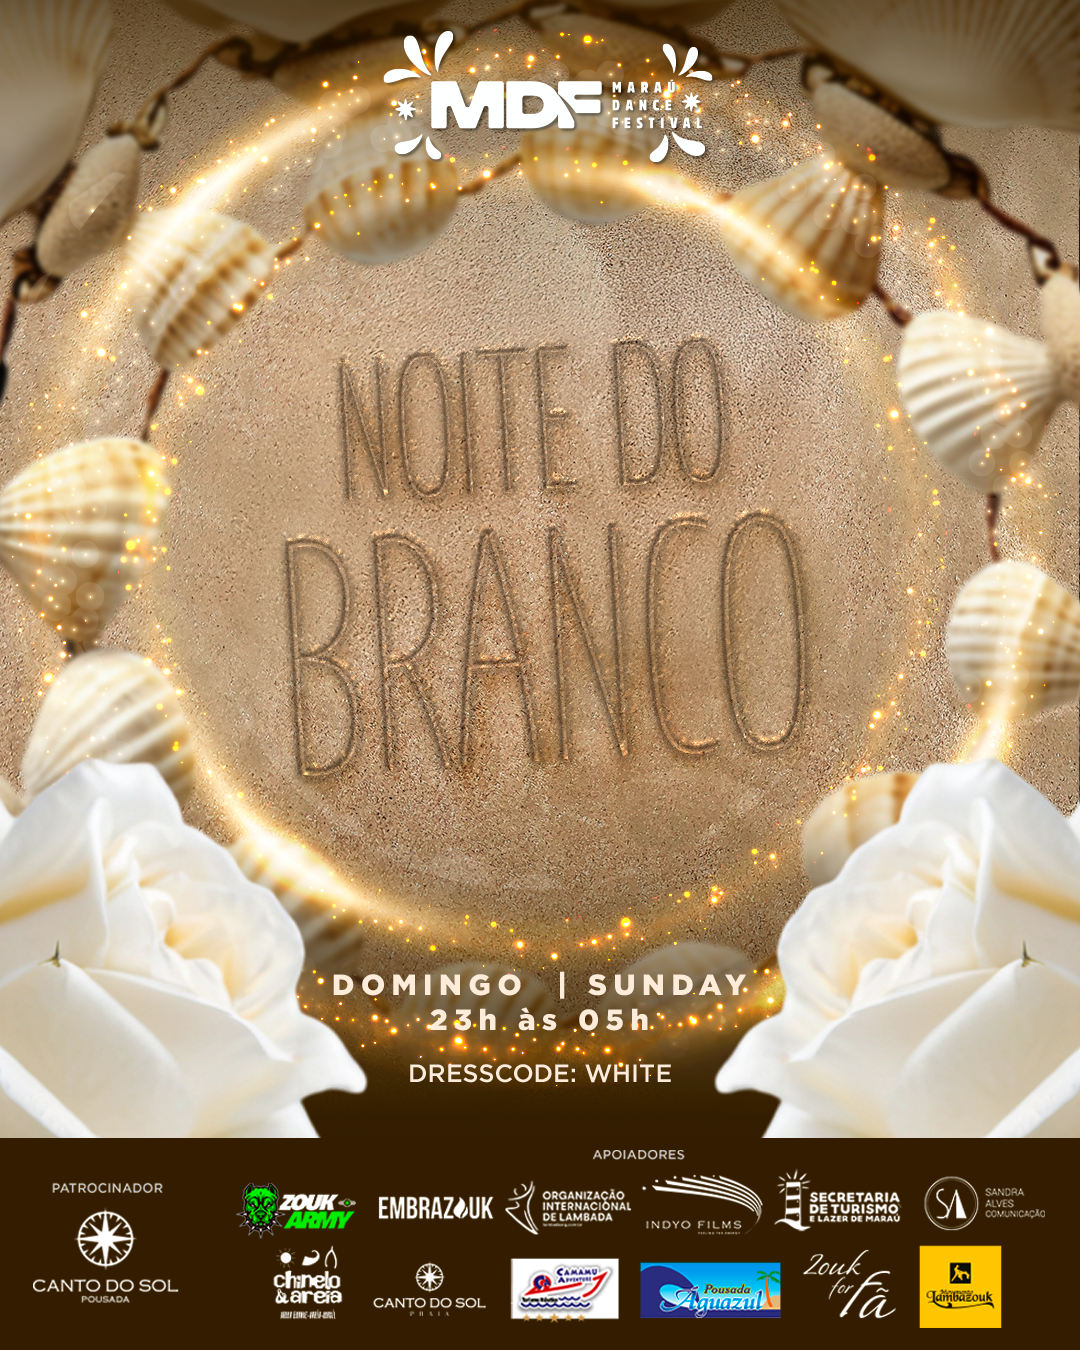 MDF
MARAÚ
DANCE
FESTIVAL
NOITE DO
BRANCO
DOMINGO | SUNDAY
23h às 05h
DRESSCODE: WHITE
APOIADORES
PATROCINADOR
CANTO DO SOL
POUSADA
ZOUK
ARMY
EMBRAZOUK
ORGANIZAÇÃO
INTERNACIONAL
DE LAMBADA
INDYO FILMS
SECRETARIA
DE TURISMO
E LAZER DE MARAÚ
SA
SANDRA
ALVES
COMUNICAÇÃO
chinelo
& areia
CANTO DO SOL
PRAIA
CAMAMU
ADVENTURE
Pousada
Aguazul
Zouk
for
fã
Lambazouk